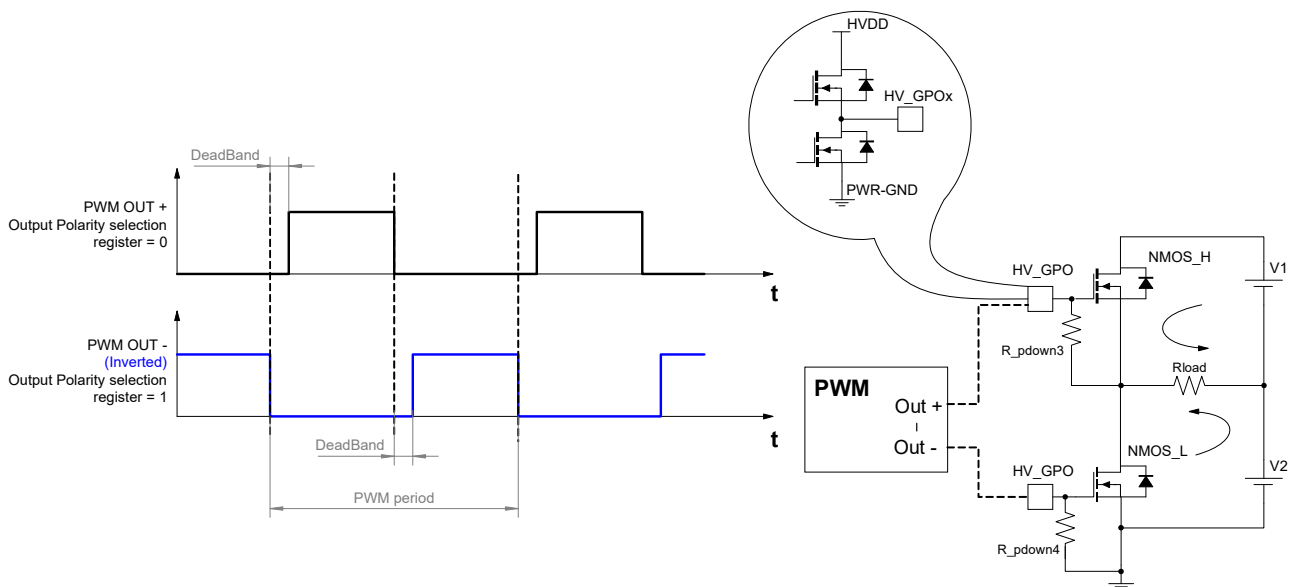 DeadBand
PWM OUT +
Output Polarity selection
register = 0
t
PWM OUT -
(Inverted)
Output Polarity selection
register = 1
t
DeadBand
PWM period
HVDD
HV_GPOx
PWR-GND
HV_GPO
NMOS_H
V1
R_pdown3
Rload
PWM
Out +
-
Out -
HV_GPO
NMOS_L
V2
R_pdown4